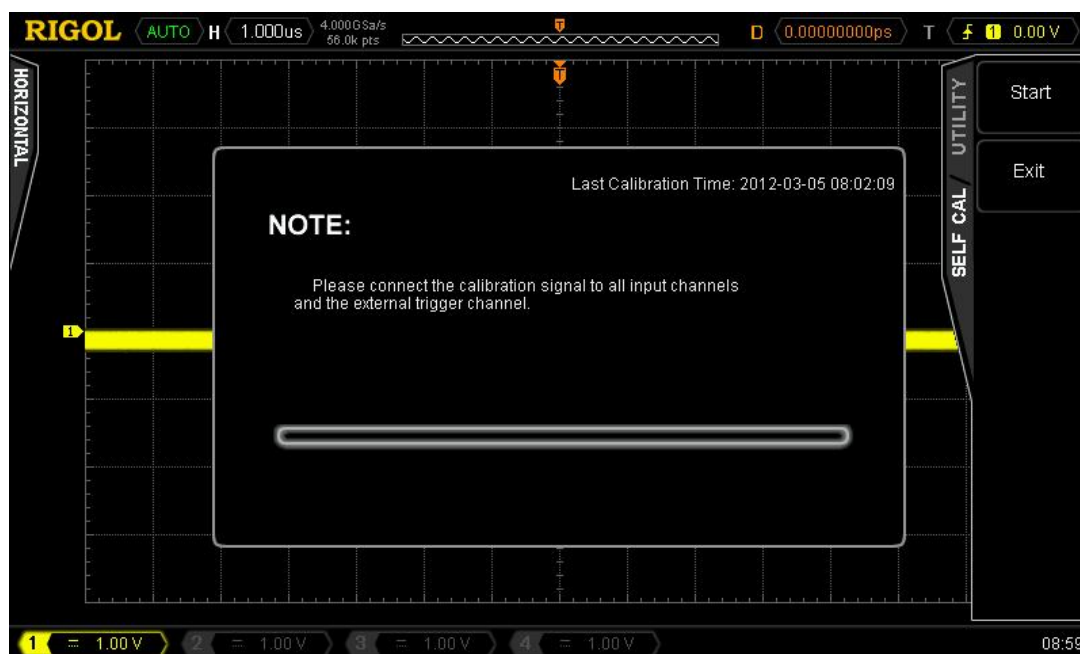 RIGOL AUTO H 1.000us 4.000GSa/s D 0.00000000ps T 1 0.00 V
56.0k pts
T
T
HORIZONTAL
UTILITY
SELF CAL
Start
Exit
Last Calibration Time: 2012-03-05 08:02:09
NOTE:
Please connect the calibration signal to all input channels
and the external trigger channel.
1
1 = 1.00 V 2 = 1.00 V 3 = 1.00 V 4 = 1.00 V 08:59